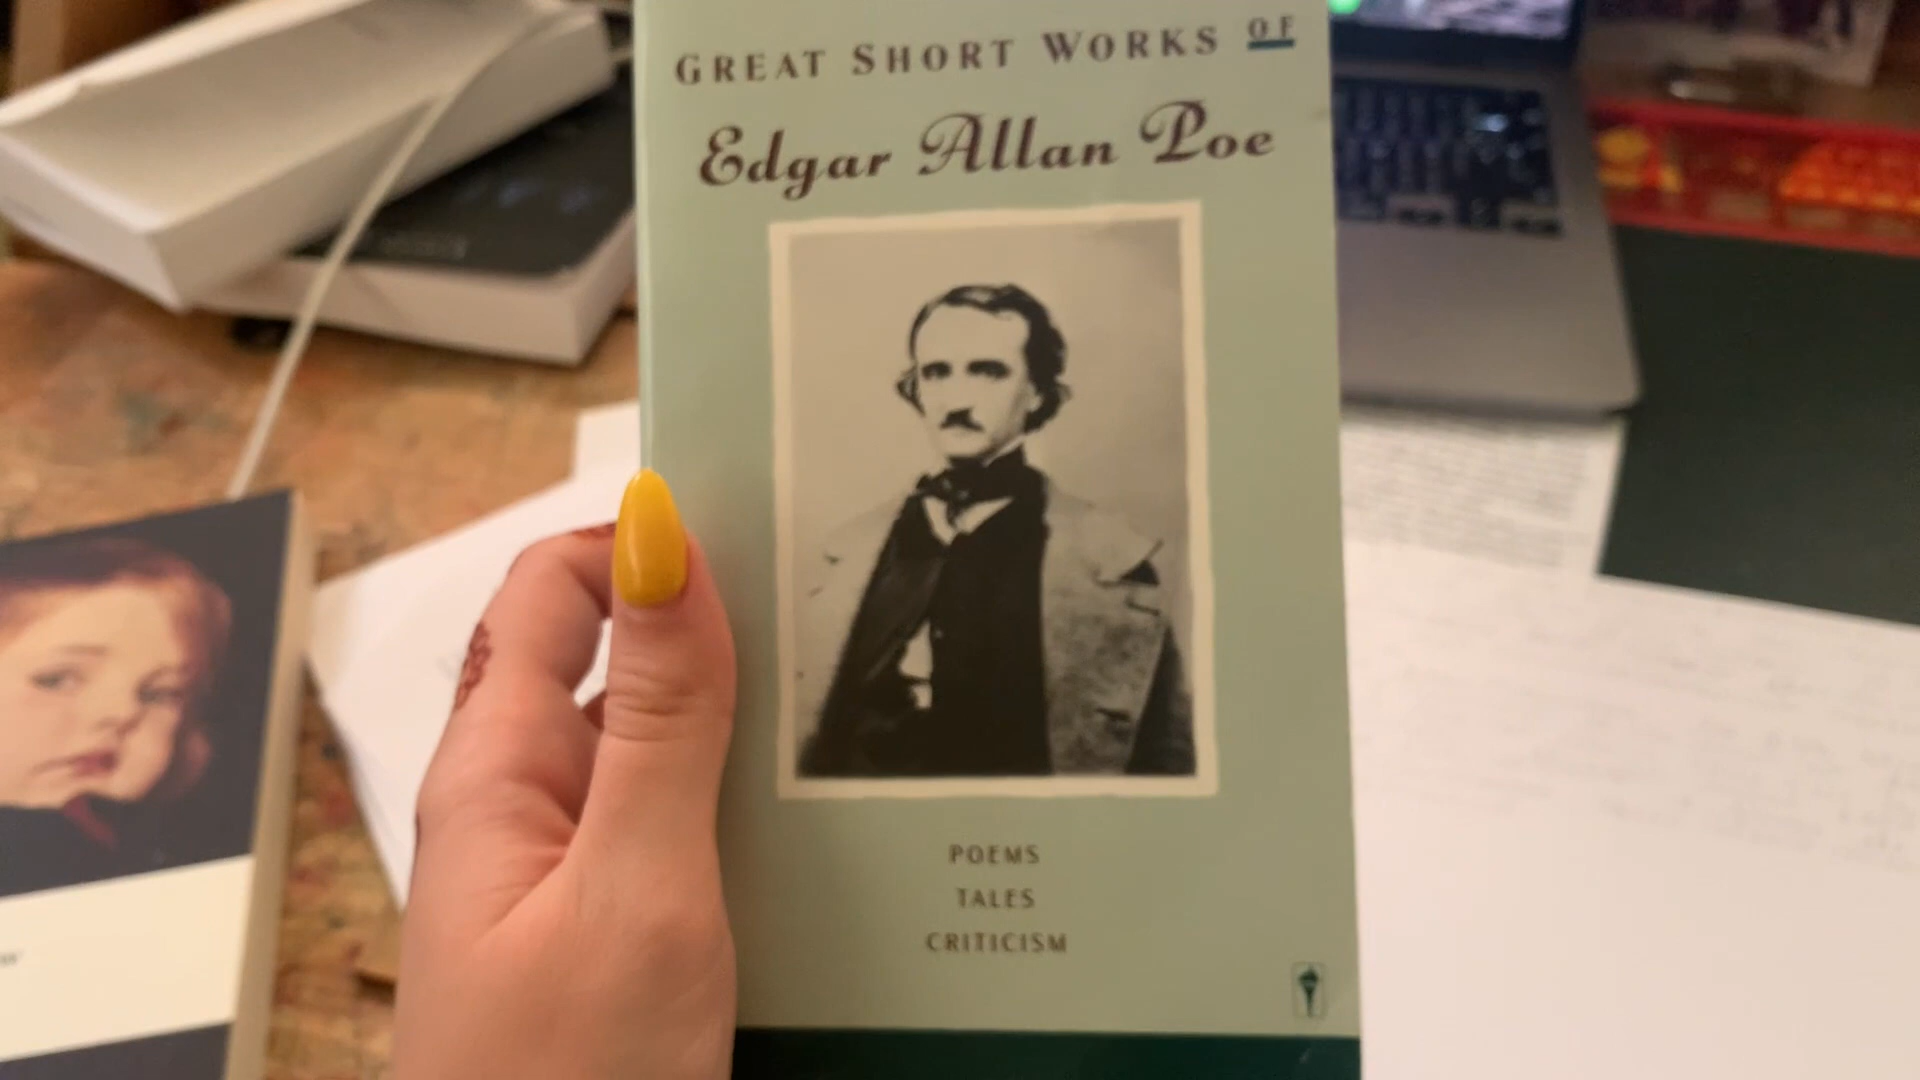 GREAT SHORT WORKS OF
Edgar Allan Poe
POEMS
TALES
CRITICISM